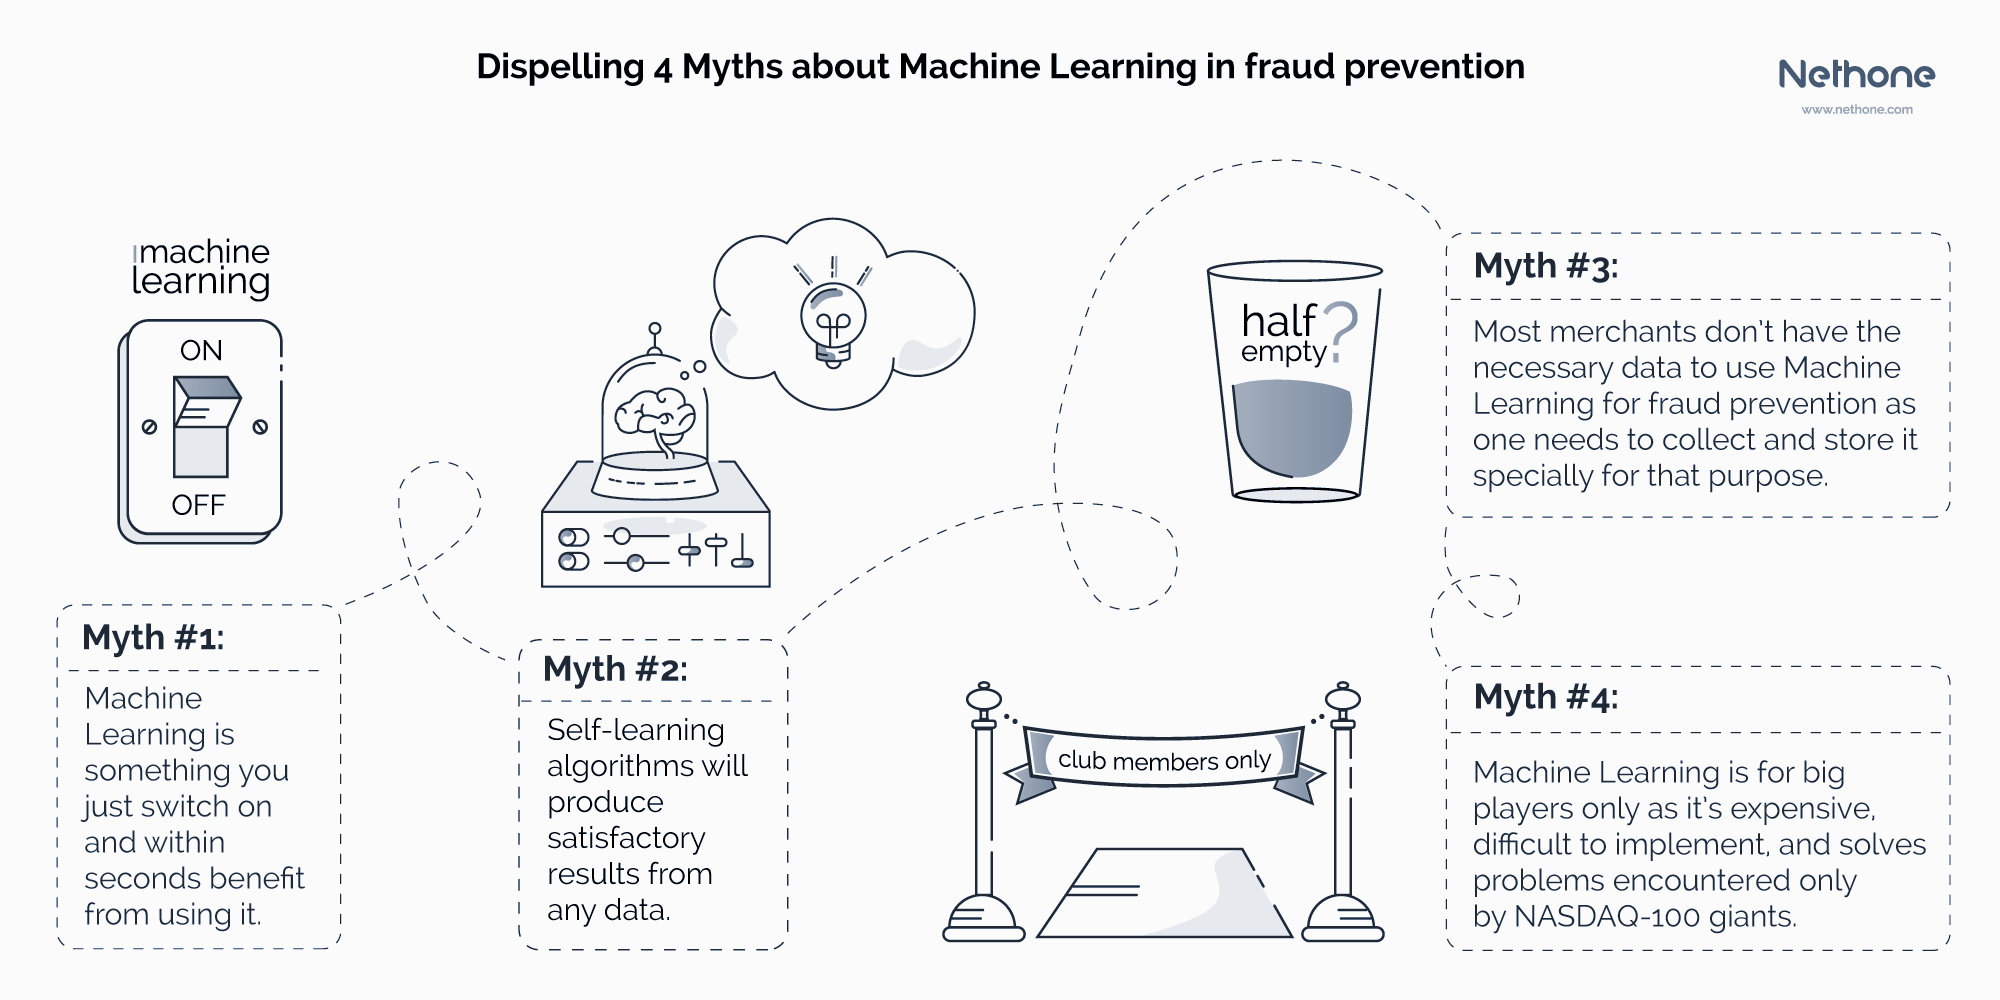 Dispelling 4 Myths about Machine Learning in fraud prevention
Nethone
www.nethone.com
machine
learning
ON
OFF
Myth #1:
Machine
Learning is
something you
just switch on
and within
seconds benefit
from using it.
Myth #2:
Self-learning
algorithms will
produce
satisfactory
results from
any data.
half
empty?
Myth #3:
Most merchants don't have the
necessary data to use Machine
Learning for fraud prevention as
one needs to collect and store it
specially for that purpose.
club members only
Myth #4:
Machine Learning is for big
players only as it's expensive,
difficult to implement, and solves
problems encountered only
by NASDAQ-100 giants.